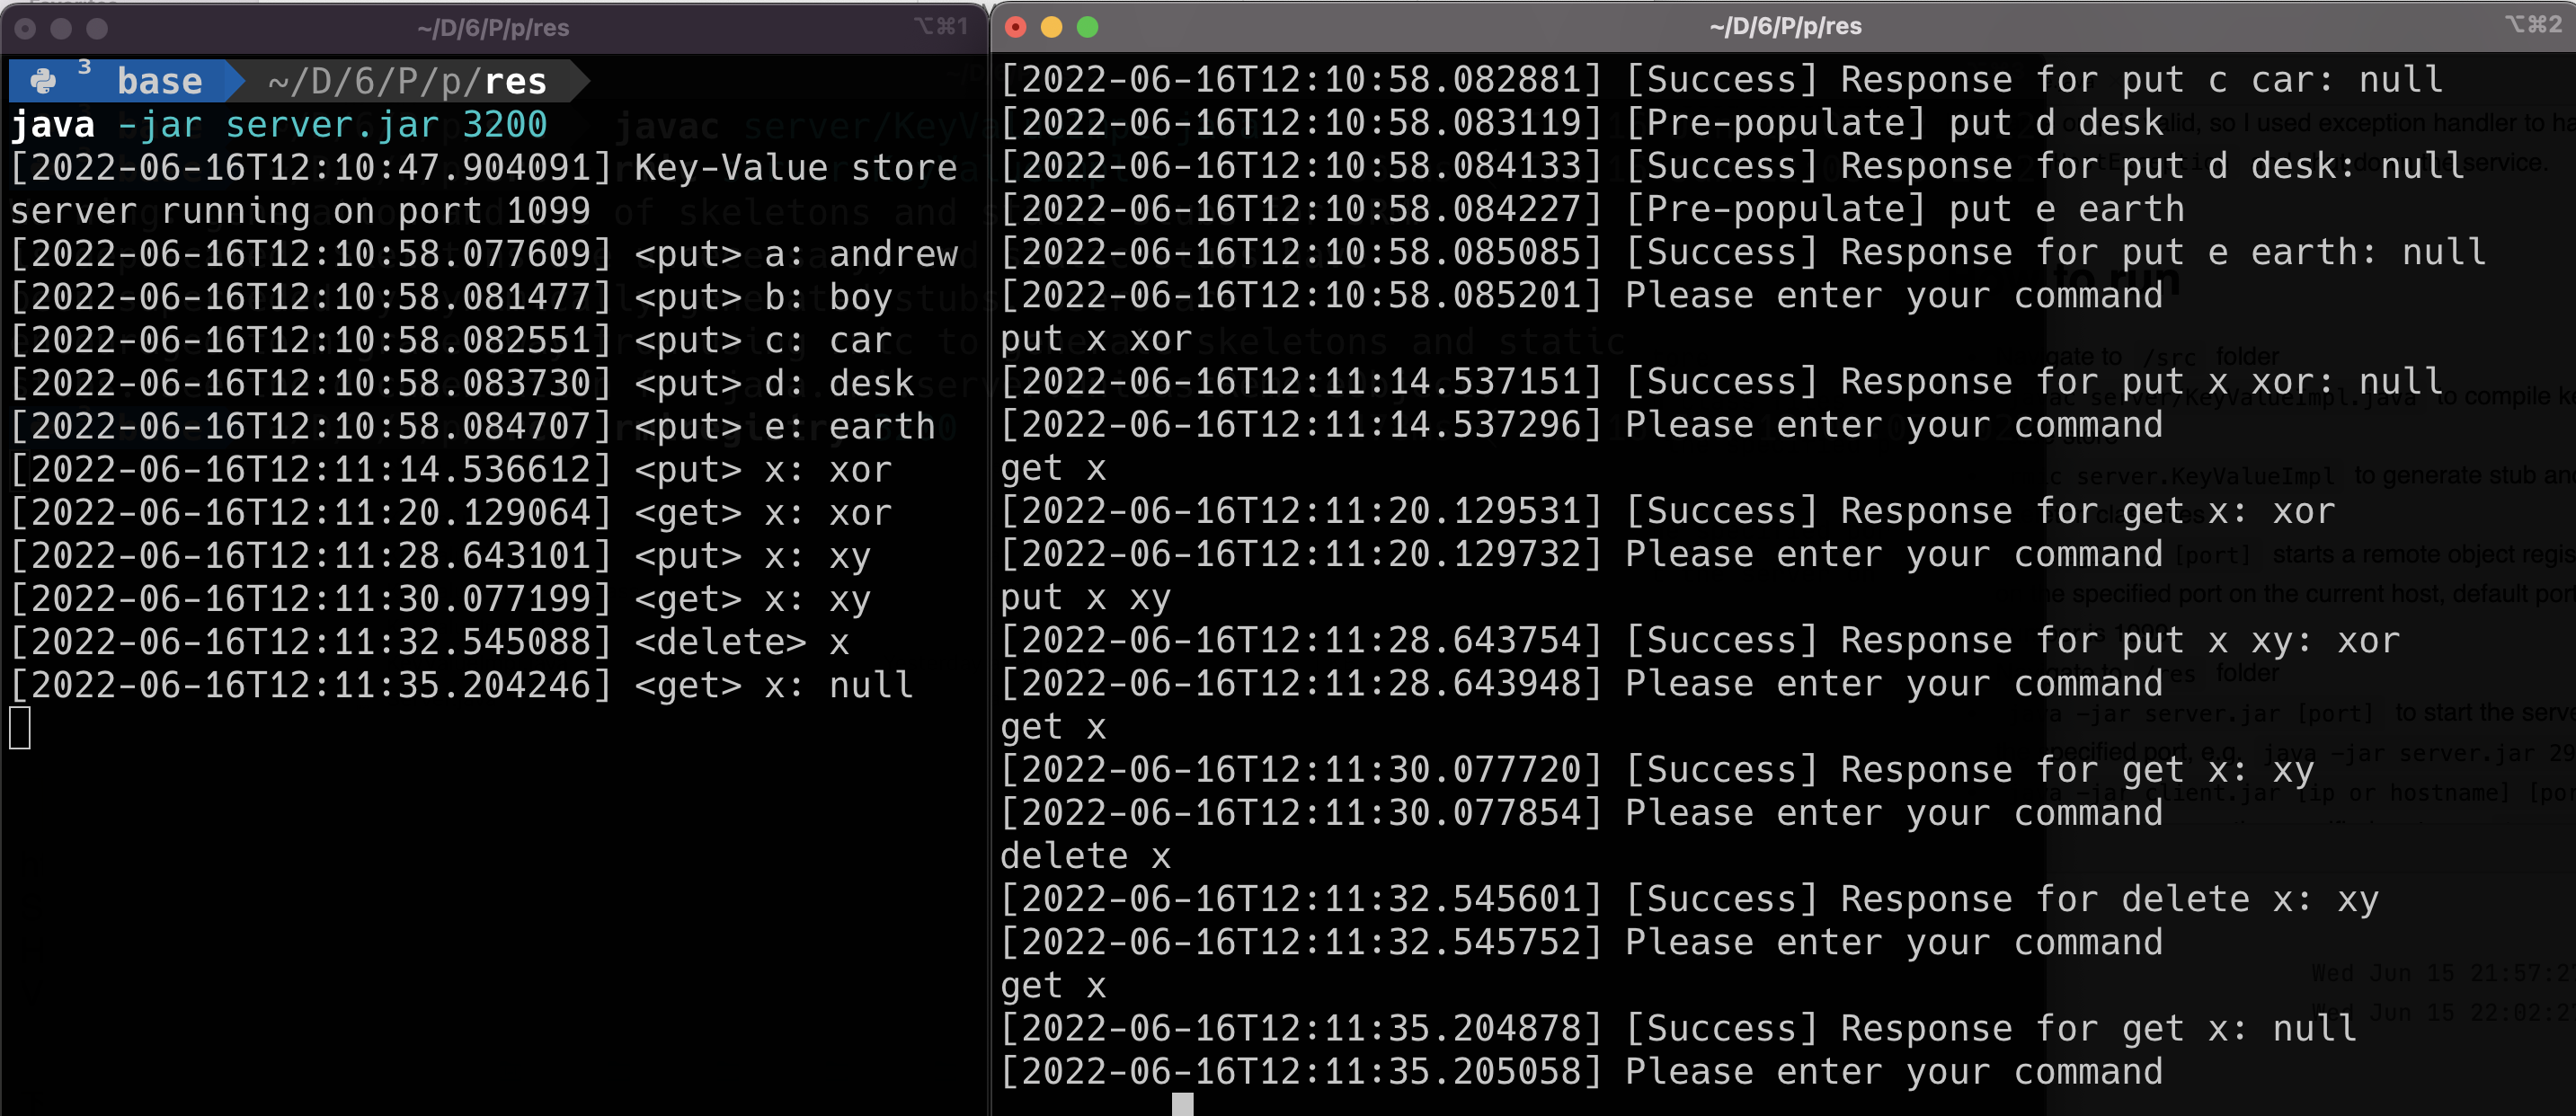 ~/D/6/P/p/res
⌥⌘1
3 base ~/D/6/P/p/res
java -jar server.jar 3200
[2022-06-16T12:10:47.904091] Key-Value store
server running on port 1099
[2022-06-16T12:10:58.077609] <put> a: andrew
[2022-06-16T12:10:58.081477] <put> b: boy
[2022-06-16T12:10:58.082551] <put> c: car
[2022-06-16T12:10:58.083730] <put> d: desk
[2022-06-16T12:10:58.084707] <put> e: earth
[2022-06-16T12:11:14.536612] <put> x: xor
[2022-06-16T12:11:20.129064] <get> x: xor
[2022-06-16T12:11:28.643101] <put> x: xy
[2022-06-16T12:11:30.077199] <get> x: xy
[2022-06-16T12:11:32.545088] <delete> x
[2022-06-16T12:11:35.204246] <get> x: null
~/D/6/P/p/res
⌥⌘2
[2022-06-16T12:10:58.082881] [Success] Response for put c car: null
[2022-06-16T12:10:58.083119] [Pre-populate] put d desk
[2022-06-16T12:10:58.084133] [Success] Response for put d desk: null
[2022-06-16T12:10:58.084227] [Pre-populate] put e earth
[2022-06-16T12:10:58.085085] [Success] Response for put e earth: null
[2022-06-16T12:10:58.085201] Please enter your command
put x xor
[2022-06-16T12:11:14.537151] [Success] Response for put x xor: null
[2022-06-16T12:11:14.537296] Please enter your command
get x
[2022-06-16T12:11:20.129531] [Success] Response for get x: xor
[2022-06-16T12:11:20.129732] Please enter your command
put x xy
[2022-06-16T12:11:28.643754] [Success] Response for put x xy: xor
[2022-06-16T12:11:28.643948] Please enter your command
get x
[2022-06-16T12:11:30.077720] [Success] Response for get x: xy
[2022-06-16T12:11:30.077854] Please enter your command
delete x
[2022-06-16T12:11:32.545601] [Success] Response for delete x: xy
[2022-06-16T12:11:32.545752] Please enter your command
get x
[2022-06-16T12:11:35.204878] [Success] Response for get x: null
[2022-06-16T12:11:35.205058] Please enter your command